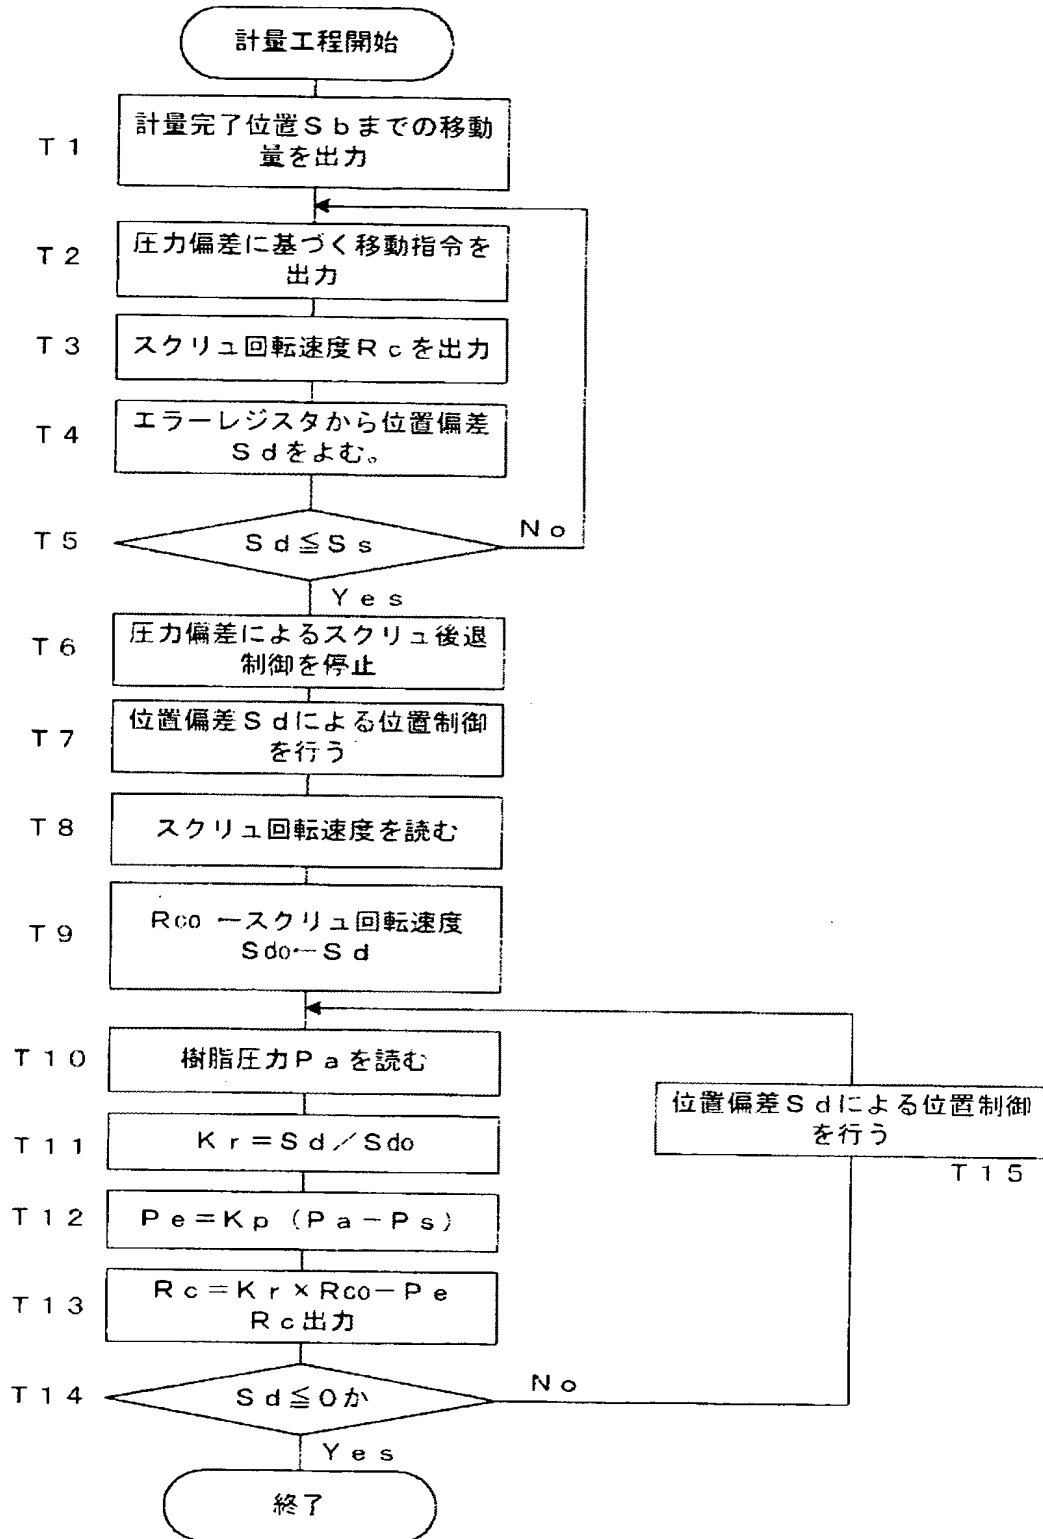 計量工程開始
T1
計量完了位置Sbまでの移動
量を出力
T2
圧力偏差に基づく移動指令を
出力
T3
スクリュ回転速度Rcを出力
T4
エラーレジスタから位置偏差
Sdをよむ。
T5
Sd≦Ss
No
Yes
T6
圧力偏差によるスクリュ後退
制御を停止
T7
位置偏差Sdによる位置制御
を行う
T8
スクリュ回転速度を読む
T9
Rco←スクリュ回転速度
Sdo←Sd
T10
樹脂圧力Paを読む
位置偏差Sdによる位置制御
を行う
T15
T11
Kr=Sd/Sdo
T12
Pe=Kp(Pa-Ps)
T13
Rc=Kr×Rco-Pe
Rc出力
T14
Sd≦0か
No
Yes
終了